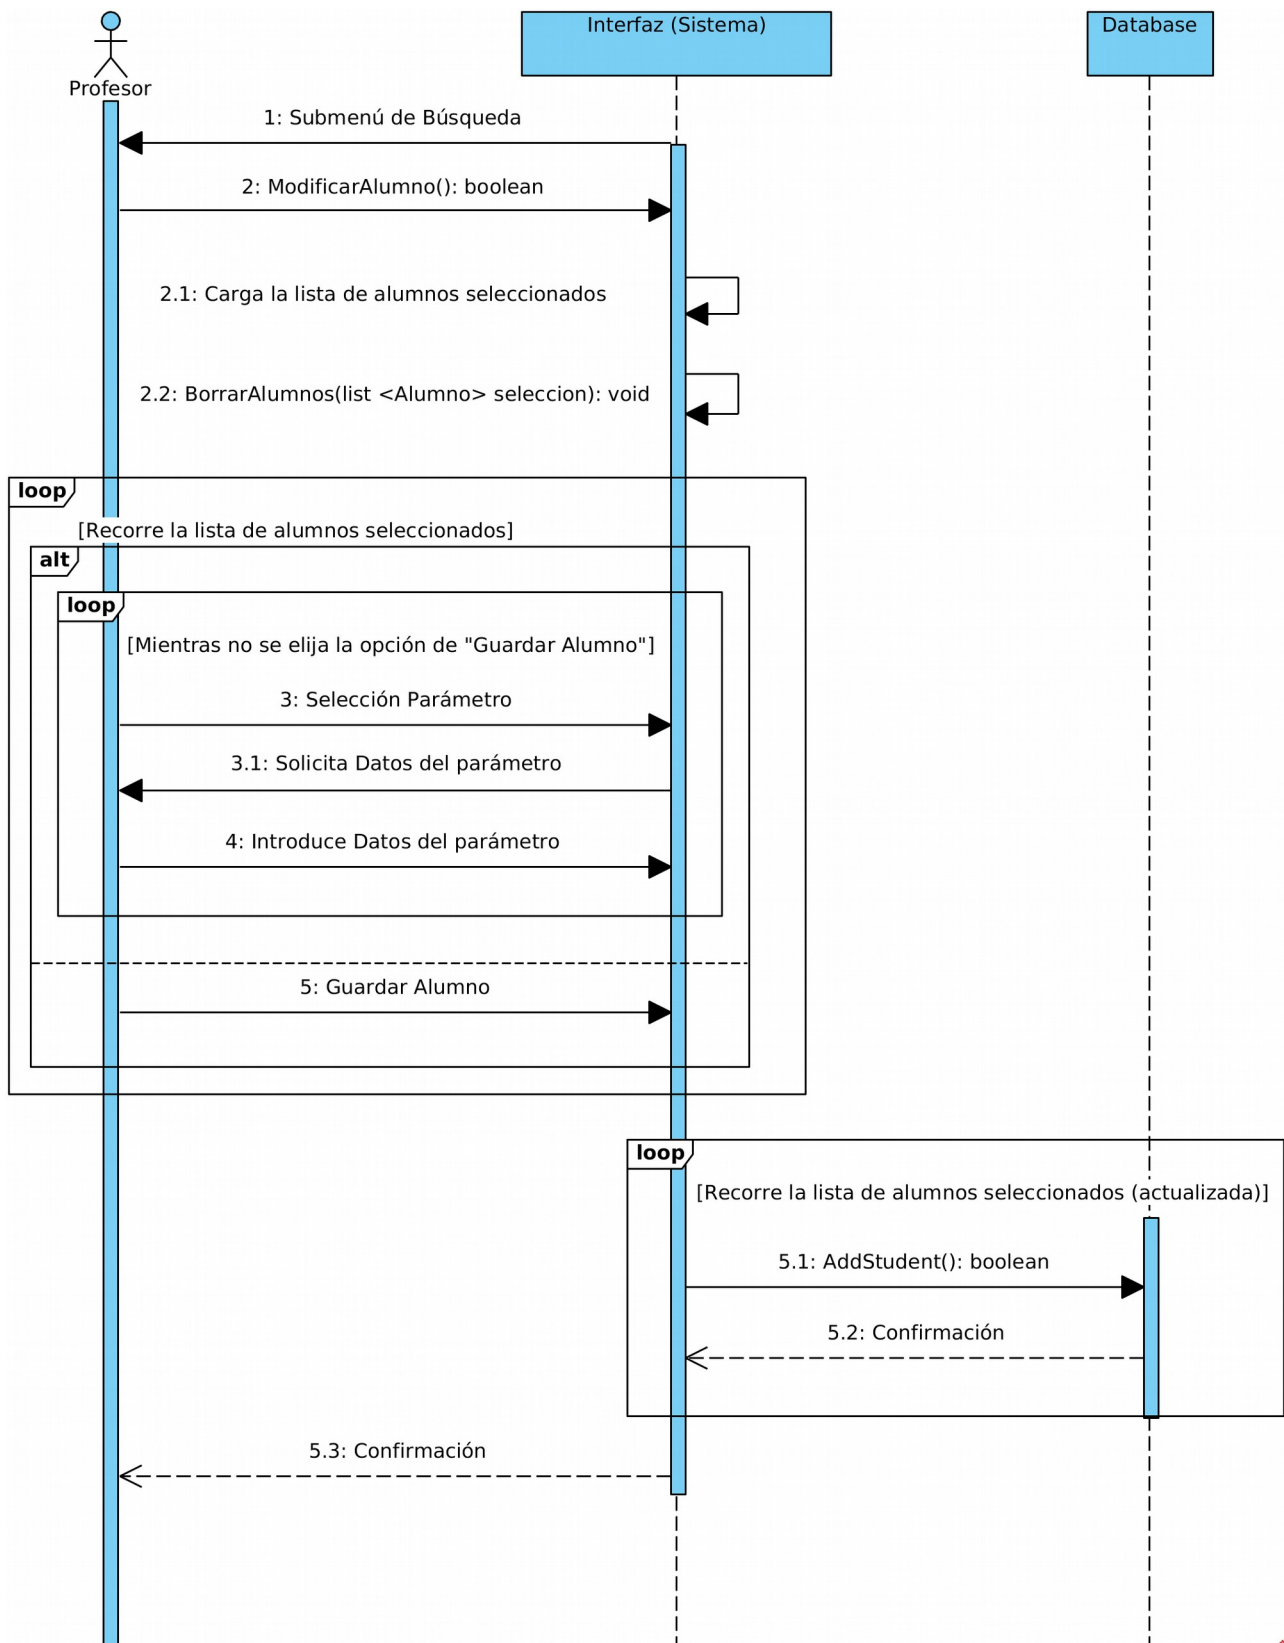 Interfaz (Sistema)
Database
Profesor
1: Submenú de Búsqueda
2: ModificarAlumno(): boolean
2.1: Carga la lista de alumnos seleccionados
2.2: BorrarAlumnos(list <Alumno> seleccion): void
loop
[Recorre la lista de alumnos seleccionados]
alt
loop
[Mientras no se elija la opción de "Guardar Alumno"]
3: Selección Parámetro
3.1: Solicita Datos del parámetro
4: Introduce Datos del parámetro
5: Guardar Alumno
loop
[Recorre la lista de alumnos seleccionados (actualizada)]
5.1: AddStudent(): boolean
5.2: Confirmación
5.3: Confirmación